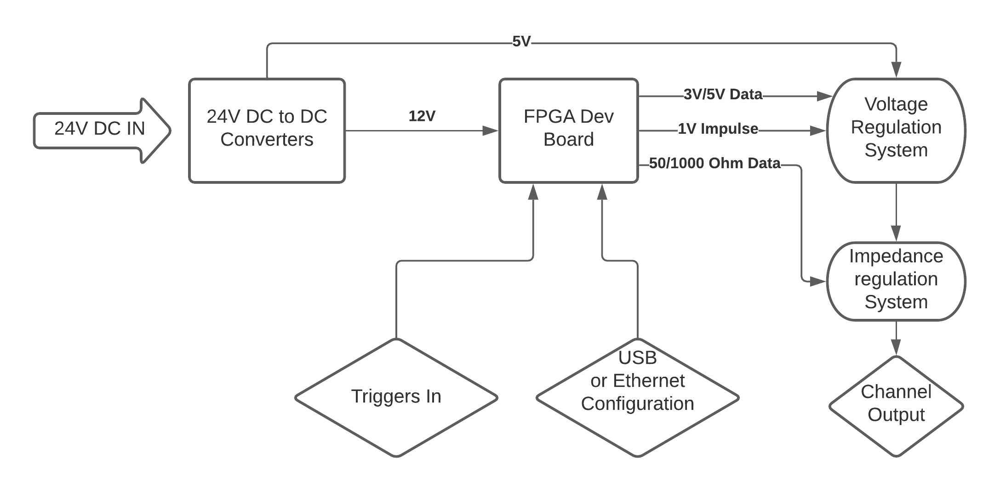 5V
24V DC IN
24V DC to DC
Converters
12V
FPGA Dev
Board
3V/5V Data
1V Impulse
50/1000 Ohm Data
Voltage
Regulation
System
Impedance
regulation
System
Triggers In
USB
or Ethernet
Configuration
Channel
Output